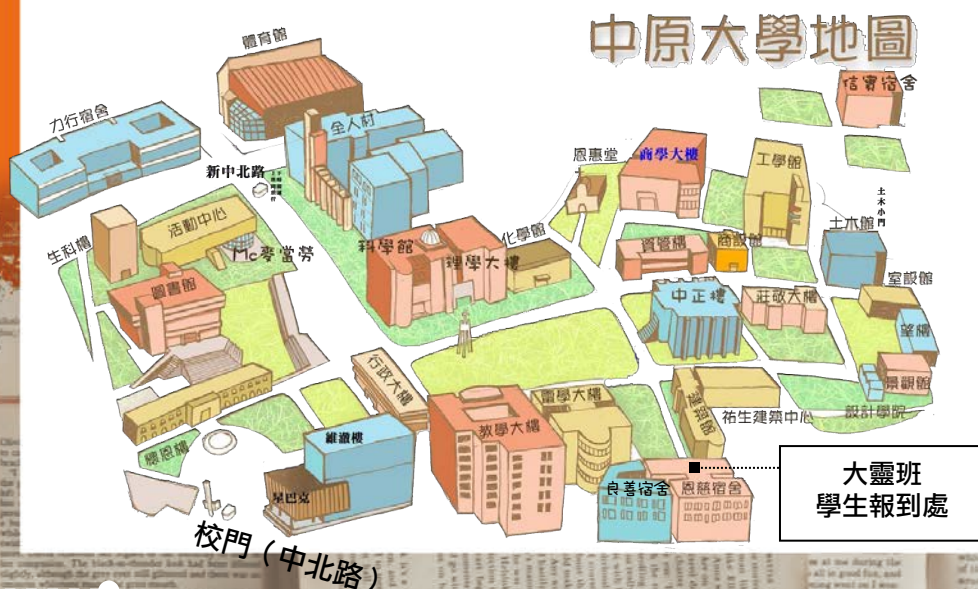 中原大學地圖
體育館
信實宿舍
力行宿舍
全人村
恩惠堂
商學大樓
工學館
新中北路
土木小門
生科樓
活動中心
Mc麥當勞
科學館
理學大樓
化學館
資管樓
商設館
土木館
圖書館
中正樓
莊敬大樓
室設館
望樓
行政大樓
電學大樓
景觀館
建築館
祐生建築中心
設計學院
懷恩樓
維澈樓
教學大樓
星巴克
良善宿舍
恩慈宿舍
大靈班
學生報到處
校門（中北路）